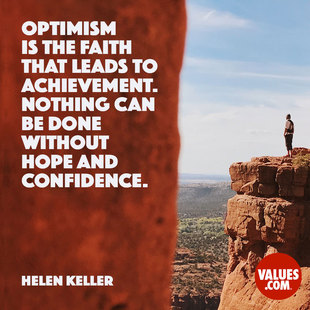 OPTIMISM
IS THE FAITH
THAT LEADS TO
ACHIEVEMENT.
NOTHING CAN
BE DONE
WITHOUT
HOPE AND
CONFIDENCE.
HELEN KELLER
VALUES
.COM